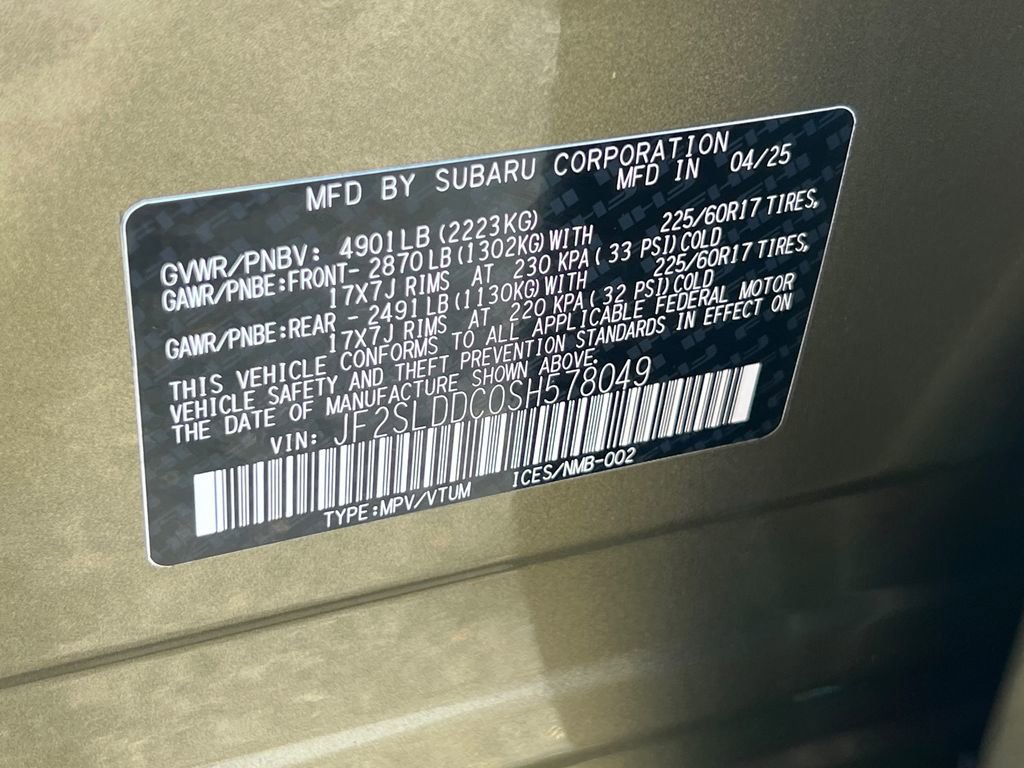 MFD BY SUBARU CORPORATION
MFD IN 04/25
GVWR/PNBV: 4901LB(2223KG)
GAWR/PNBE:FRONT- 2870LB(1302KG)WITH 225/60R17 TIRES,
17X7J RIMS AT 230 KPA( 33 PSI)COLD
GAWR/PNBE:REAR - 2491LB(1130KG)WITH 225/60R17 TIRES,
17X7J RIMS AT 220 KPA( 32 PSI)COLD
THIS VEHICLE CONFORMS TO ALL APPLICABLE FEDERAL MOTOR
VEHICLE SAFETY AND THEFT PREVENTION STANDARDS IN EFFECT ON
THE DATE OF MANUFACTURE SHOWN ABOVE.
VIN: JF2SLDDC0SH578049
TYPE:MPV/VTUM ICES/NMB-002